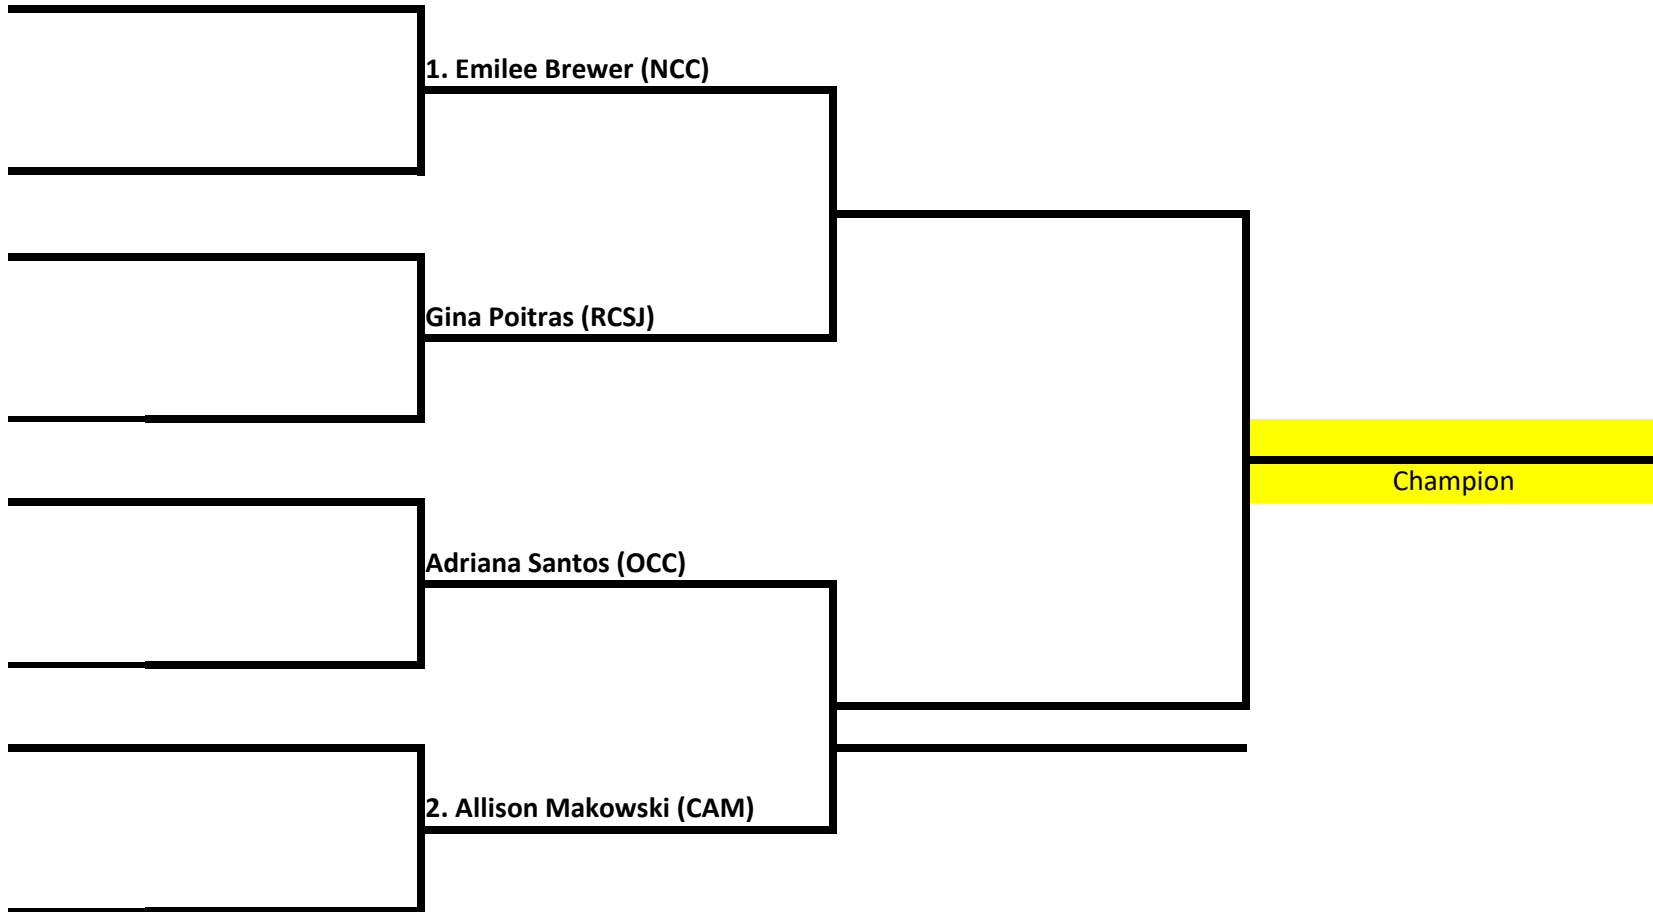 1. Emilee Brewer (NCC)
Gina Poitras (RCSJ)
Champion
Adriana Santos (OCC)
2. Allison Makowski (CAM)